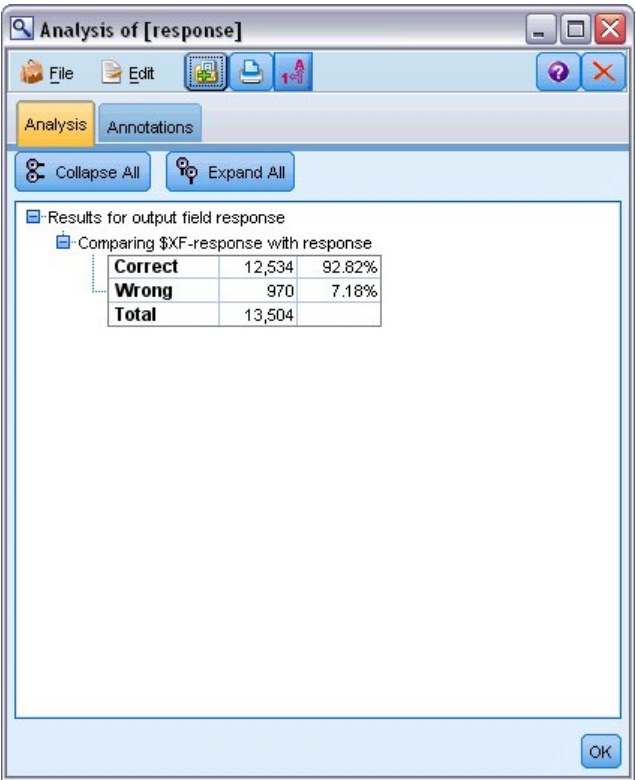 Analysis of [response]
File Edit
Analysis Annotations
Collapse All Expand All
Results for output field response
Comparing $XF-response with response
Correct 12,534 92.82%
Wrong 970 7.18%
Total 13,504
OK